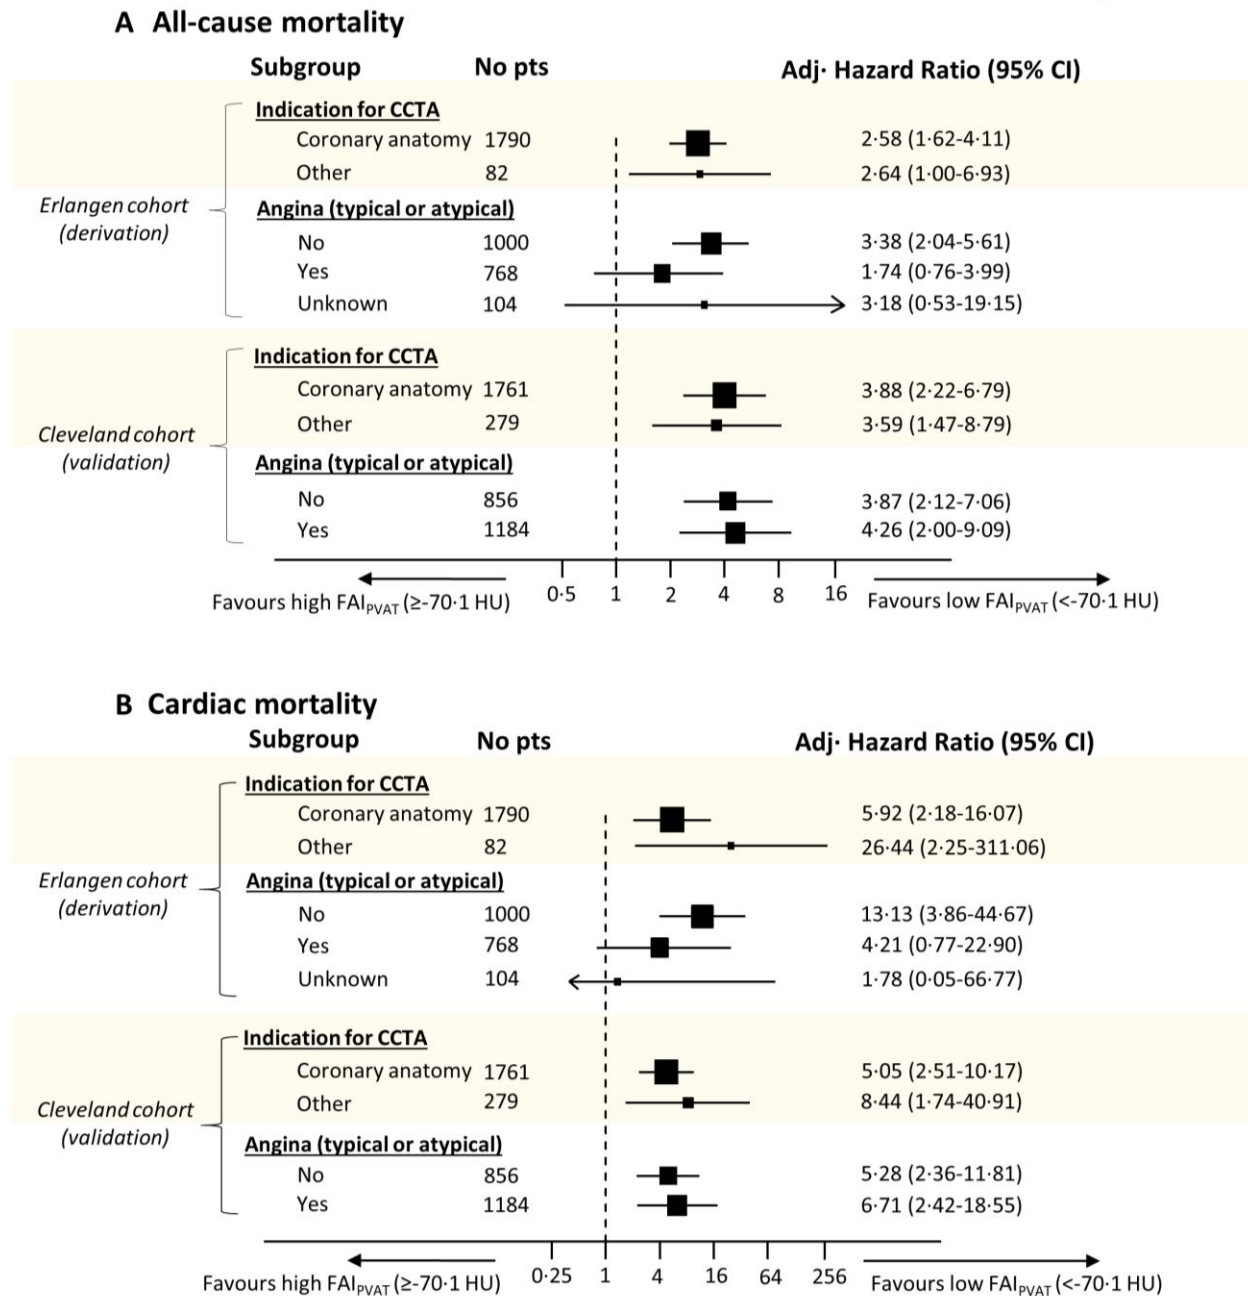 A All-cause mortality
Subgroup No pts Adj· Hazard Ratio (95% CI)
Indication for CCTA
Coronary anatomy 1790 2·58 (1·62-4·11)
Other 82 2·64 (1·00-6·93)
Erlangen cohort
(derivation)
Angina (typical or atypical)
No 1000 3·38 (2·04-5·61)
Yes 768 1·74 (0·76-3·99)
Unknown 104 3·18 (0·53-19·15)
Indication for CCTA
Coronary anatomy 1761 3·88 (2·22-6·79)
Other 279 3·59 (1·47-8·79)
Cleveland cohort
(validation)
Angina (typical or atypical)
No 856 3·87 (2·12-7·06)
Yes 1184 4·26 (2·00-9·09)
0·5 1 2 4 8 16
Favours high FAIPVAT (≥-70·1 HU) Favours low FAIPVAT (<-70·1 HU)
B Cardiac mortality
Subgroup No pts Adj· Hazard Ratio (95% CI)
Indication for CCTA
Coronary anatomy 1790 5·92 (2·18-16·07)
Other 82 26·44 (2·25-311·06)
Erlangen cohort
(derivation)
Angina (typical or atypical)
No 1000 13·13 (3·86-44·67)
Yes 768 4·21 (0·77-22·90)
Unknown 104 1·78 (0·05-66·77)
Indication for CCTA
Coronary anatomy 1761 5·05 (2·51-10·17)
Other 279 8·44 (1·74-40·91)
Cleveland cohort
(validation)
Angina (typical or atypical)
No 856 5·28 (2·36-11·81)
Yes 1184 6·71 (2·42-18·55)
0·25 1 4 16 64 256
Favours high FAIPVAT (≥-70·1 HU) Favours low FAIPVAT (<-70·1 HU)